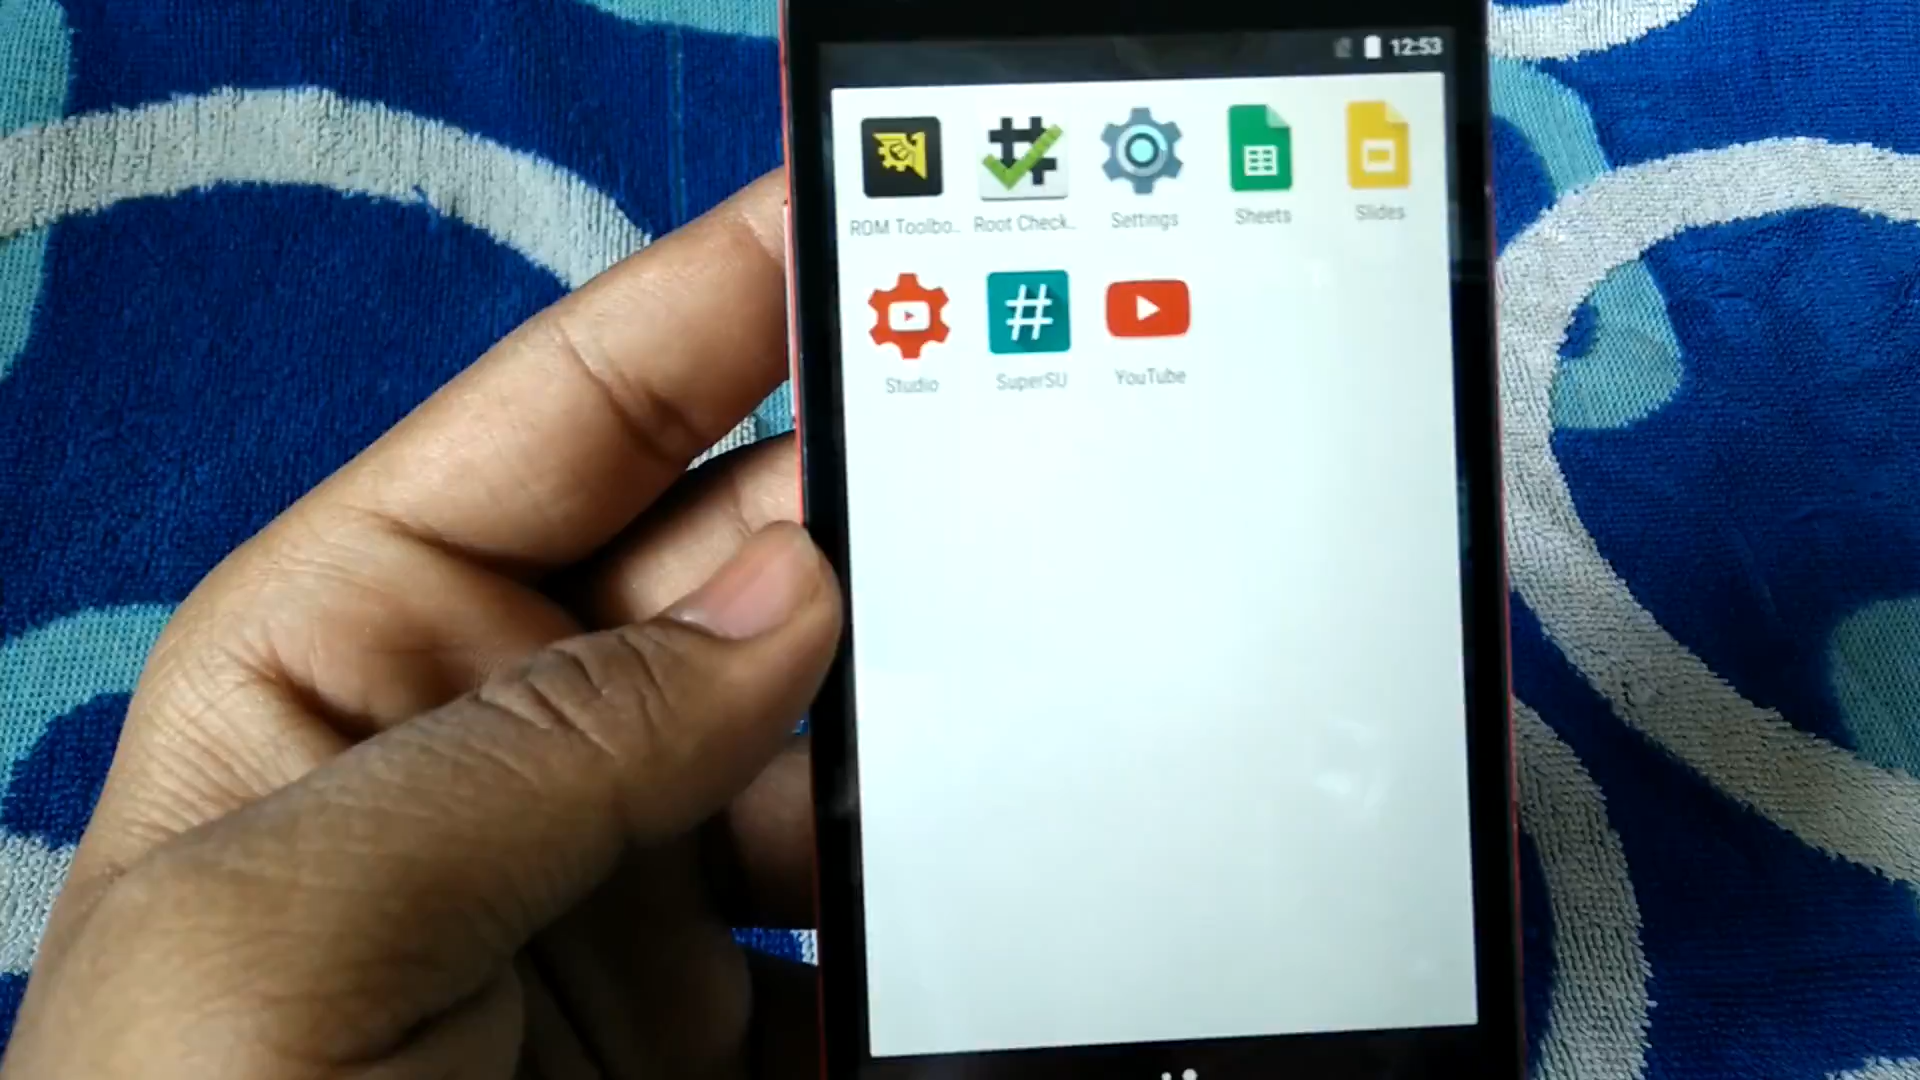 12:53
ROM Toolbo..
Root Check..
Settings
Sheets
Slides
Studio
SuperSU
YouTube